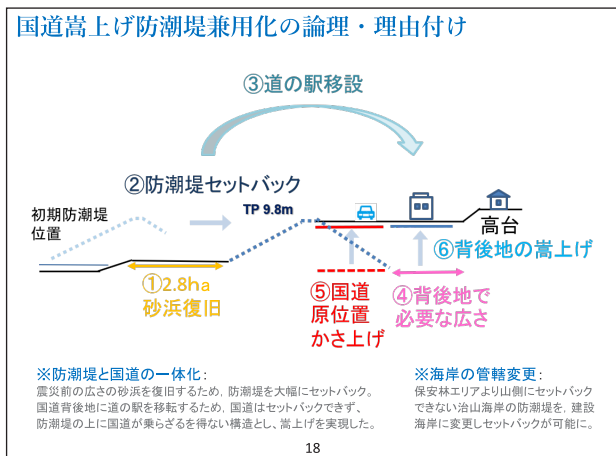 国道嵩上げ防潮堤兼用化の論理・理由付け
③道の駅移設
②防潮堤セットバック
TP 9.8m
初期防潮堤
位置
高台
⑥背後地の嵩上げ
①2.8ha
砂浜復旧
⑤国道
原位置
かさ上げ
④背後地で
必要な広さ
※防潮堤と国道の一体化：
震災前の広さの砂浜を復旧するため，防潮堤を大幅にセットバック。
国道背後地に道の駅を移転するため，国道はセットバックできず、
防潮堤の上に国道が乗らざるを得ない構造とし、嵩上げを実現した。
※海岸の管轄変更：
保安林エリアより山側にセットバック
できない治山海岸の防潮堤を，建設
海岸に変更しセットバックが可能に。
18